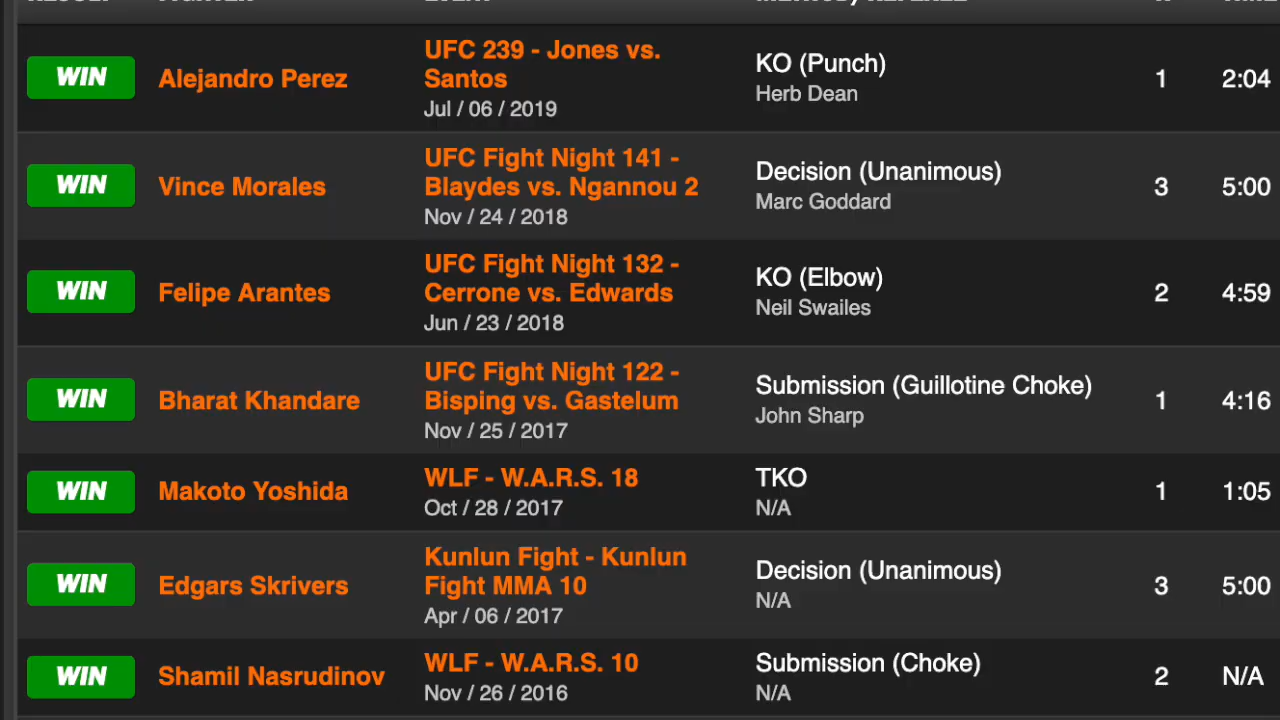 WIN
Alejandro Perez
UFC 239 - Jones vs.
Santos
Jul / 06 / 2019
KO (Punch)
Herb Dean
1
2:04
WIN
Vince Morales
UFC Fight Night 141 -
Blaydes vs. Ngannou 2
Nov / 24 / 2018
Decision (Unanimous)
Marc Goddard
3
5:00
WIN
Felipe Arantes
UFC Fight Night 132 -
Cerrone vs. Edwards
Jun / 23 / 2018
KO (Elbow)
Neil Swailes
2
4:59
WIN
Bharat Khandare
UFC Fight Night 122 -
Bisping vs. Gastelum
Nov / 25 / 2017
Submission (Guillotine Choke)
John Sharp
1
4:16
WIN
Makoto Yoshida
WLF - W.A.R.S. 18
Oct / 28 / 2017
TKO
N/A
1
1:05
WIN
Edgars Skrivers
Kunlun Fight - Kunlun
Fight MMA 10
Apr / 06 / 2017
Decision (Unanimous)
N/A
3
5:00
WIN
Shamil Nasrudinov
WLF - W.A.R.S. 10
Nov / 26 / 2016
Submission (Choke)
N/A
2
N/A